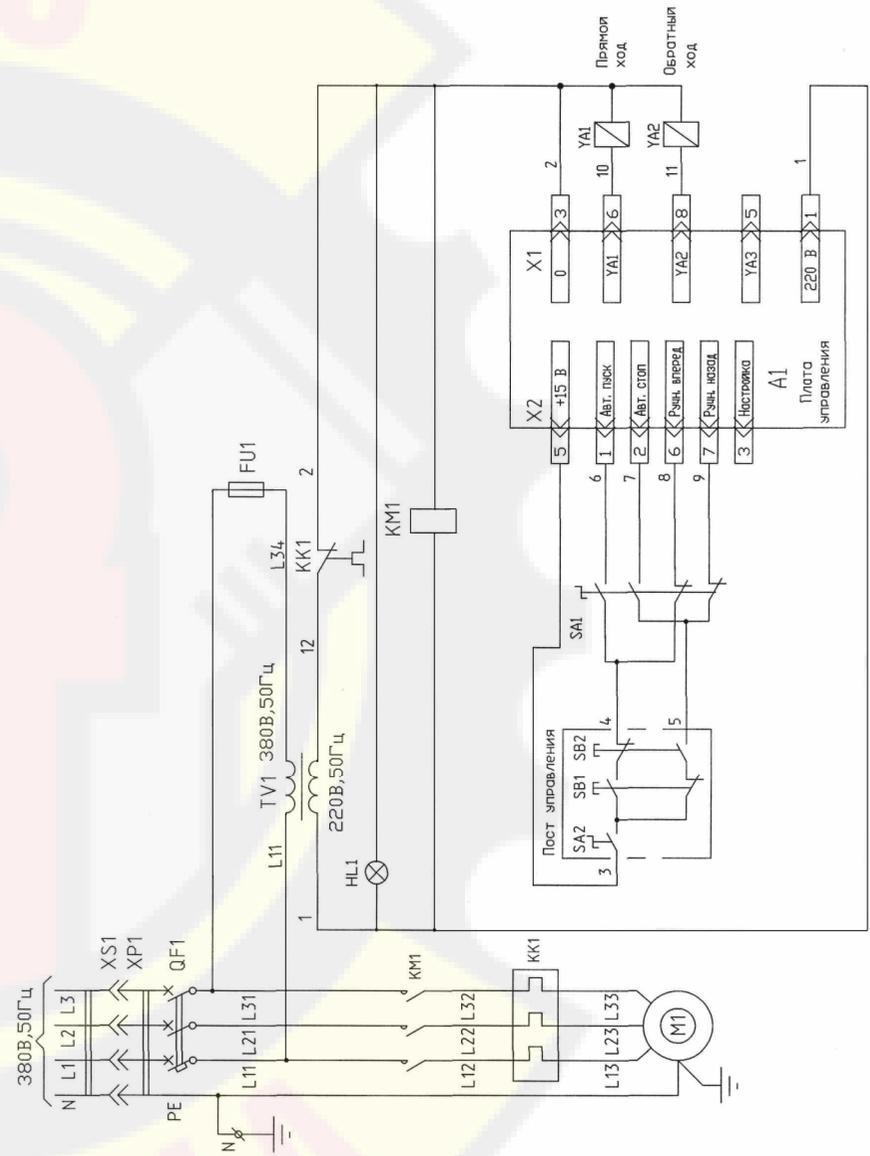 380В,50Гц
N
L1
L2
L3
XS1
XP1
QF1
PE
N
L11
L21
L31
KM1
L12
L22
L32
KK1
L13
L23
L33
M1
L11
TV1
380В,50Гц
220В,50Гц
L34
FU1
1
12
KK1
2
HL1
KM1
Пост управления
SA2
SB1
SB2
3
4
5
SA1
6
7
8
9
X2
5
+15 В
1
Авт. пуск
2
Авт. стоп
6
Ручн. вперед
7
Ручн. назад
3
Настройка
A1
Плата
управления
X1
0
3
YA1
6
YA2
8
YA3
5
220 В
1
2
10
11
1
YA1
YA2
Прямой
ход
Обратный
ход